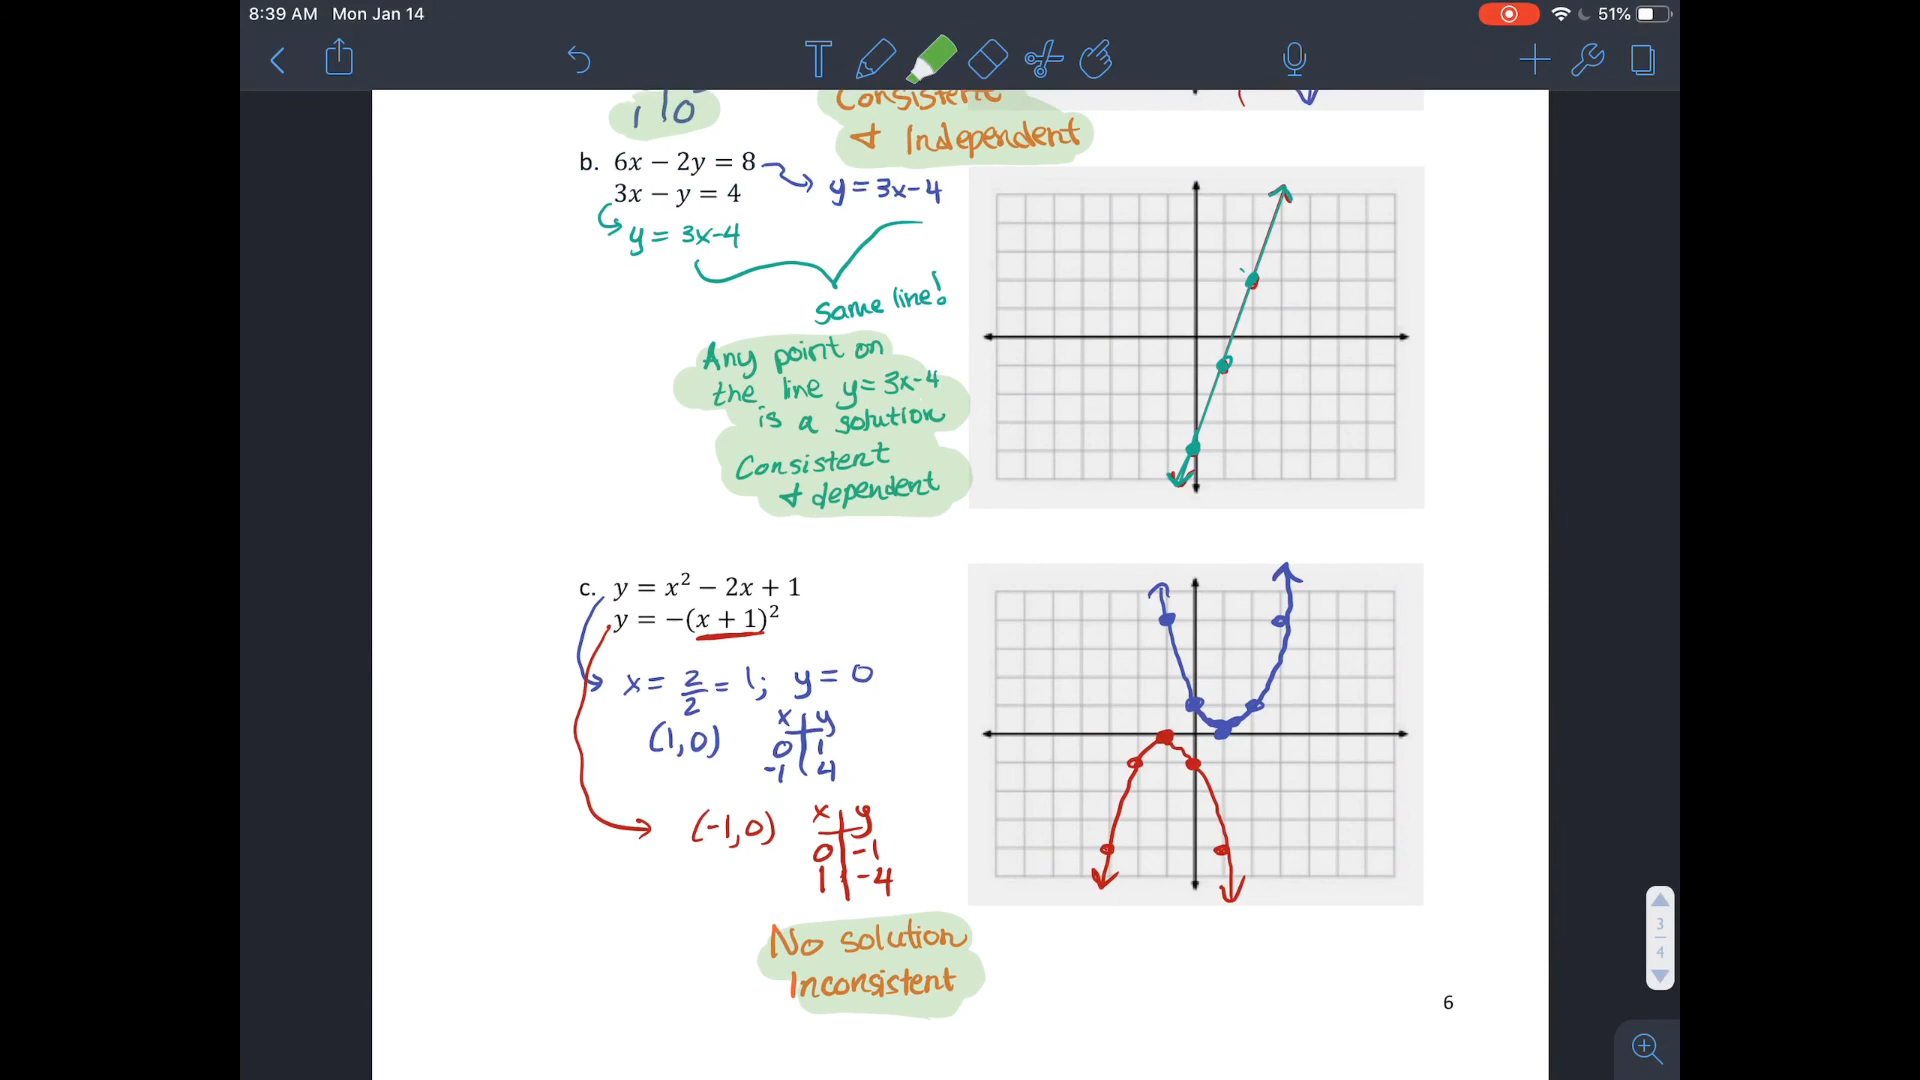 8:39 AM Mon Jan 14
51%
T
1 | 0
Consistent
+ Independent
b. 6x − 2y = 8
y = 3x-4
3x − y = 4
y = 3x-4
Same line!
Any point on
the line y=3x-4
is a solution
Consistent
+ dependent
c. y = x² − 2x + 1
y = −(x + 1)²
x = 2/2 = 1; y = 0
(1,0)
x | y
0 | 1
-1 | 4
(-1,0)
x | y
0 | -1
1 | -4
No solution
Inconsistent
3
4
6